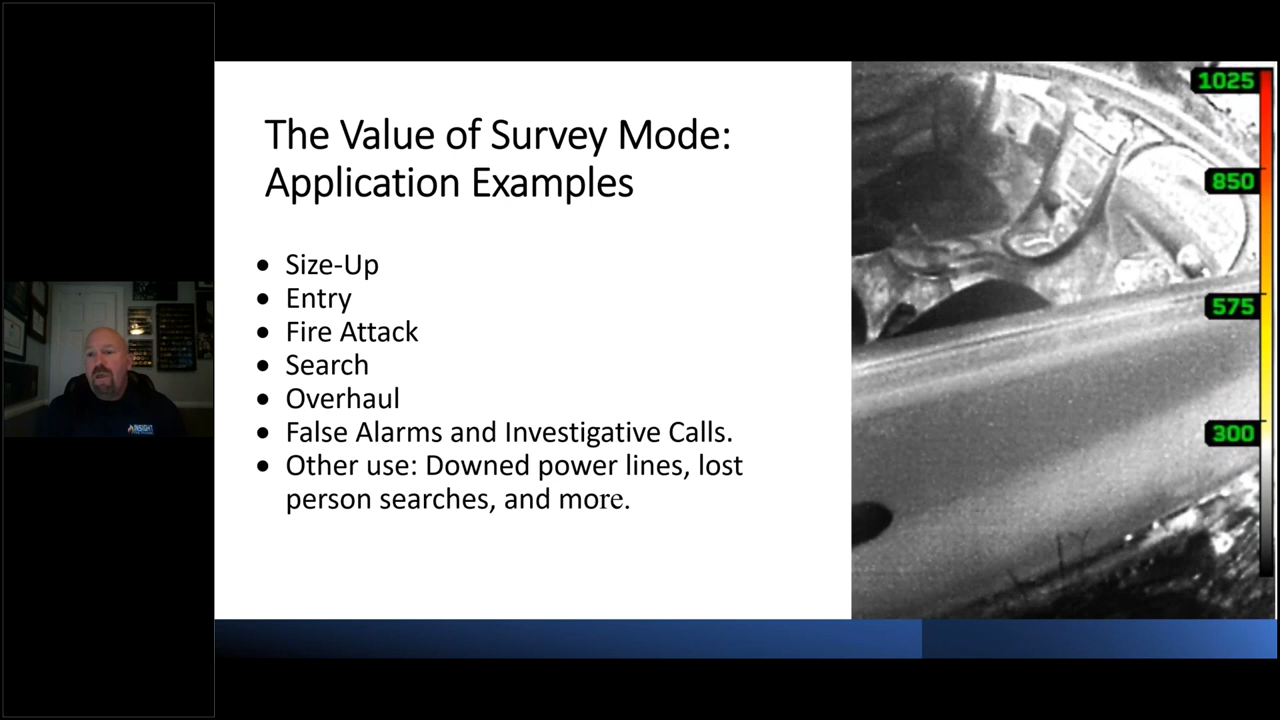 The Value of Survey Mode:
Application Examples
• Size-Up
• Entry
• Fire Attack
• Search
• Overhaul
• False Alarms and Investigative Calls.
• Other use: Downed power lines, lost
person searches, and more.
1025
850
575
300
INSIGHT